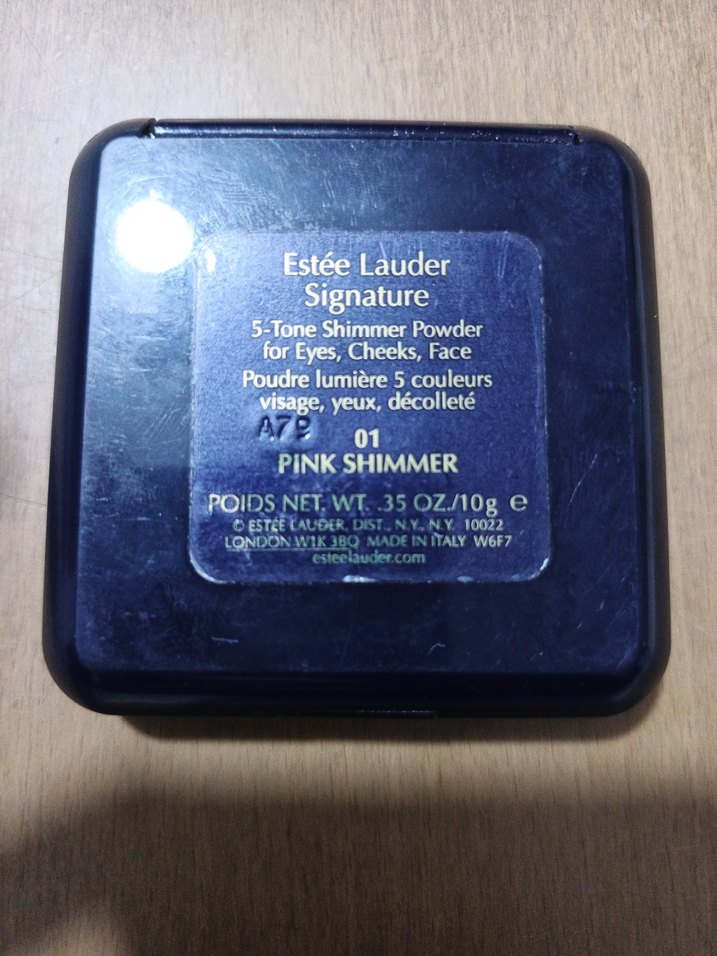 Estée Lauder
Signature
5-Tone Shimmer Powder
for Eyes, Cheeks, Face
Poudre lumière 5 couleurs
visage, yeux, décolleté
A79
01
PINK SHIMMER
POIDS NET. WT. .35 OZ./10g e
© ESTÉE LAUDER, DIST., N.Y., N.Y. 10022
LONDON W1K 3BQ MADE IN ITALY W6F7
esteelauder.com